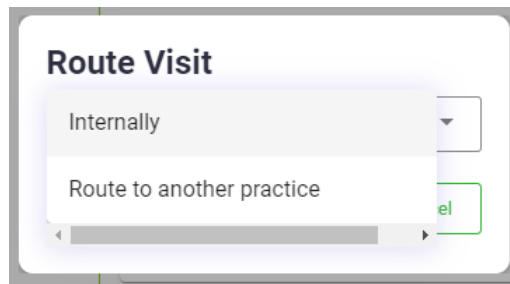 Route Visit
Internally
Route to another practice
el